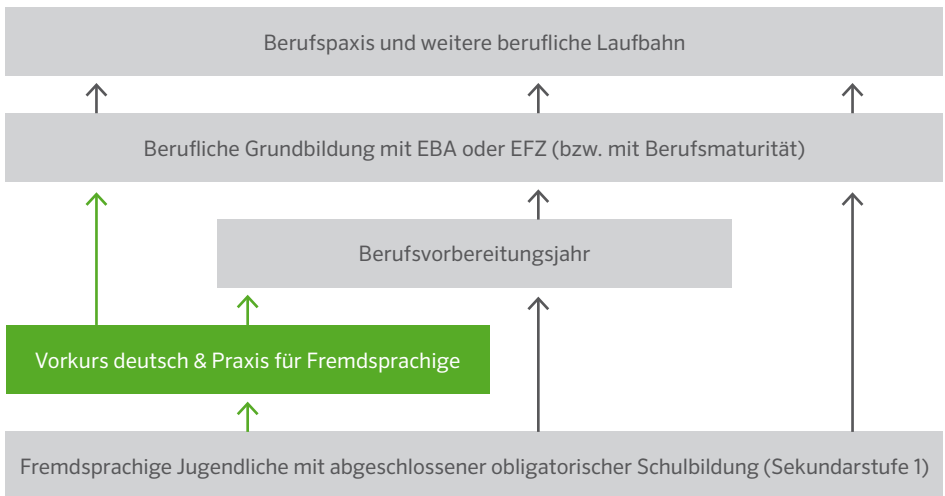 Berufspaxis und weitere berufliche Laufbahn
Berufliche Grundbildung mit EBA oder EFZ (bzw. mit Berufsmaturität)
Berufsvorbereitungsjahr
Vorkurs deutsch & Praxis für Fremdsprachige
Fremdsprachige Jugendliche mit abgeschlossener obligatorischer Schulbildung (Sekundarstufe 1)